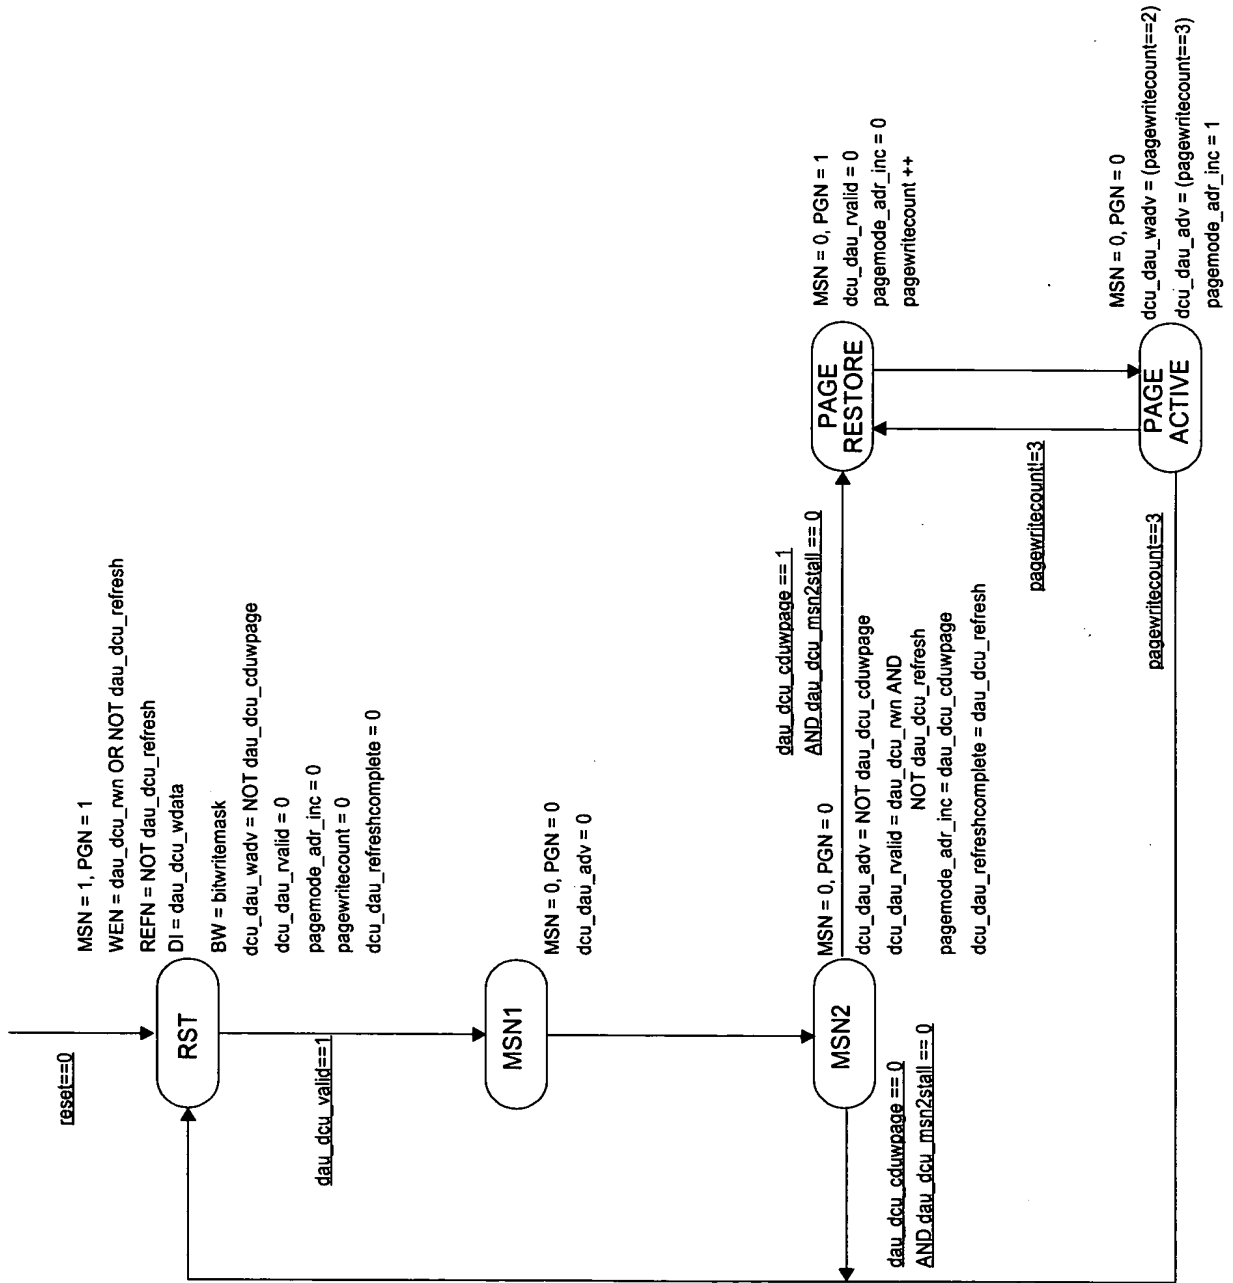 reset==0
RST
MSN = 1, PGN = 1
WEN = dau_dcu_rwn OR NOT dau_dcu_refresh
REFN = NOT dau_dcu_refresh
DI = dau_dcu_wdata
BW = bitwritemask
dcu_dau_wadv = NOT dau_dcu_cduwpage
dcu_dau_rvalid = 0
pagemode_adr_inc = 0
pagewritecount = 0
dcu_dau_refreshcomplete = 0
dau_dcu_valid==1
MSN1
MSN = 0, PGN = 0
dcu_dau_adv = 0
MSN2
MSN = 0, PGN = 0
dcu_dau_adv = NOT dau_dcu_cduwpage
dcu_dau_rvalid = dau_dcu_rwn AND
NOT dau_dcu_refresh
pagemode_adr_inc = dau_dcu_cduwpage
dcu_dau_refreshcomplete = dau_dcu_refresh
dau_dcu_cduwpage == 0
AND dau_dcu_msn2stall == 0
dau_dcu_cduwpage == 1
AND dau_dcu_msn2stall == 0
PAGE
RESTORE
MSN = 0, PGN = 1
dcu_dau_rvalid = 0
pagemode_adr_inc = 0
pagewritecount ++
pagewritecount!=3
pagewritecount==3
PAGE
ACTIVE
MSN = 0, PGN = 0
dcu_dau_wadv = (pagewritecount==2)
dcu_dau_adv = (pagewritecount==3)
pagemode_adr_inc = 1